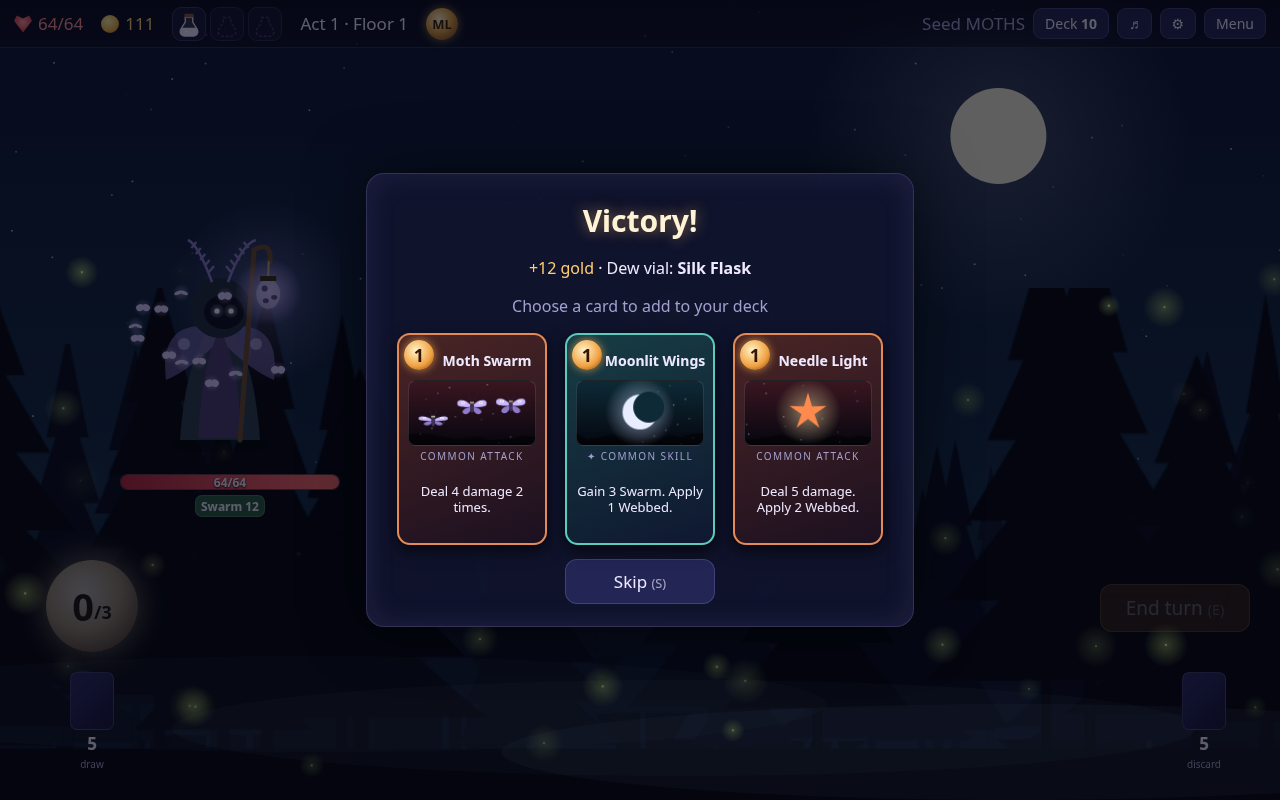 64/64
111
Act 1 · Floor 1
ML
Seed MOTHS
Deck 10
♬
⚙
Menu
Victory!
+12 gold · Dew vial: Silk Flask
Choose a card to add to your deck
1
Moth Swarm
COMMON ATTACK
Deal 4 damage 2
times.
1
Moonlit Wings
✦ COMMON SKILL
Gain 3 Swarm. Apply
1 Webbed.
1
Needle Light
COMMON ATTACK
Deal 5 damage.
Apply 2 Webbed.
Skip (S)
64/64
Swarm 12
0/3
End turn (E)
5
draw
5
discard